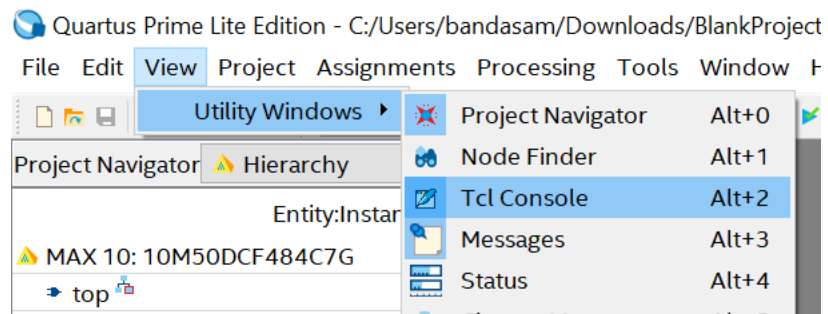 Quartus Prime Lite Edition - C:/Users/bandasam/Downloads/BlankProject
File Edit View Project Assignments Processing Tools Window
Utility Windows
Project Navigator Alt+0
Node Finder Alt+1
Tcl Console Alt+2
Messages Alt+3
Status Alt+4
Project Navigator Hierarchy
Entity:Instan
MAX 10: 10M50DCF484C7G
top